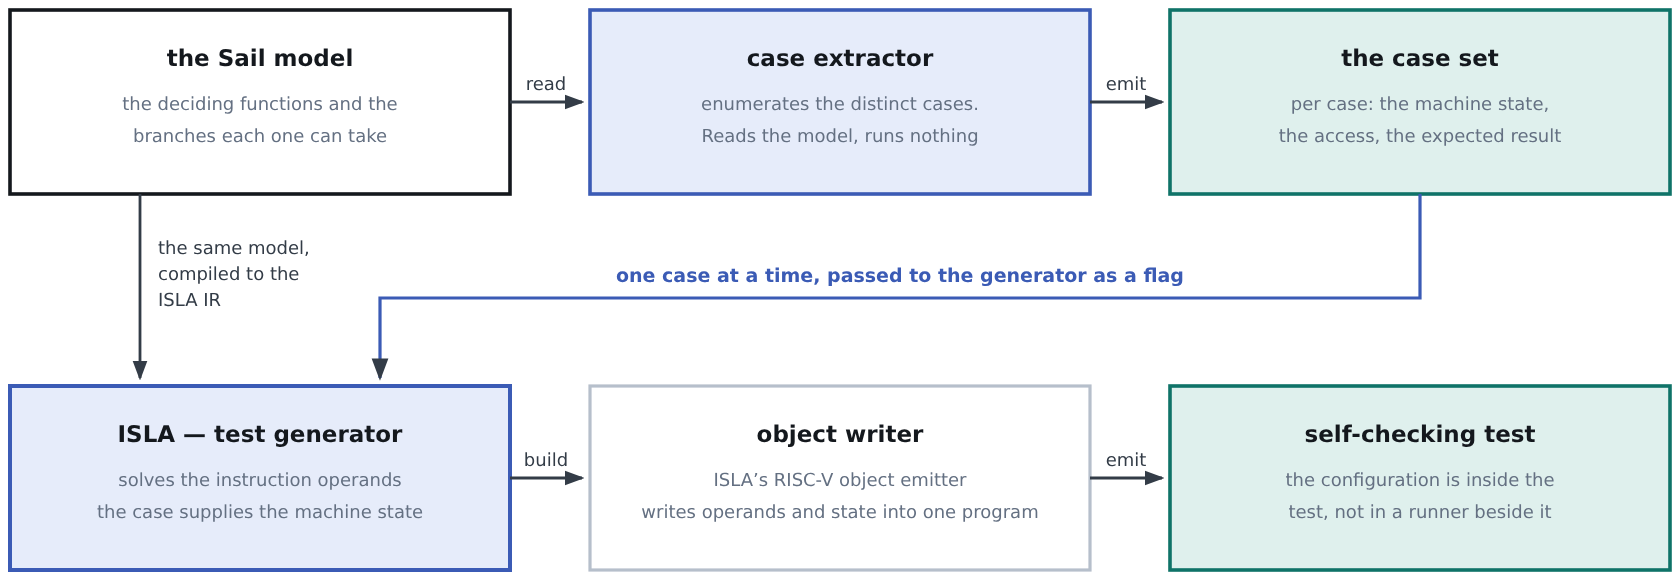 the Sail model
the deciding functions and the
branches each one can take
read
case extractor
enumerates the distinct cases.
Reads the model, runs nothing
emit
the case set
per case: the machine state,
the access, the expected result
the same model,
compiled to the
ISLA IR
one case at a time, passed to the generator as a flag
ISLA — test generator
solves the instruction operands
the case supplies the machine state
build
object writer
ISLA’s RISC-V object emitter
writes operands and state into one program
emit
self-checking test
the configuration is inside the
test, not in a runner beside it